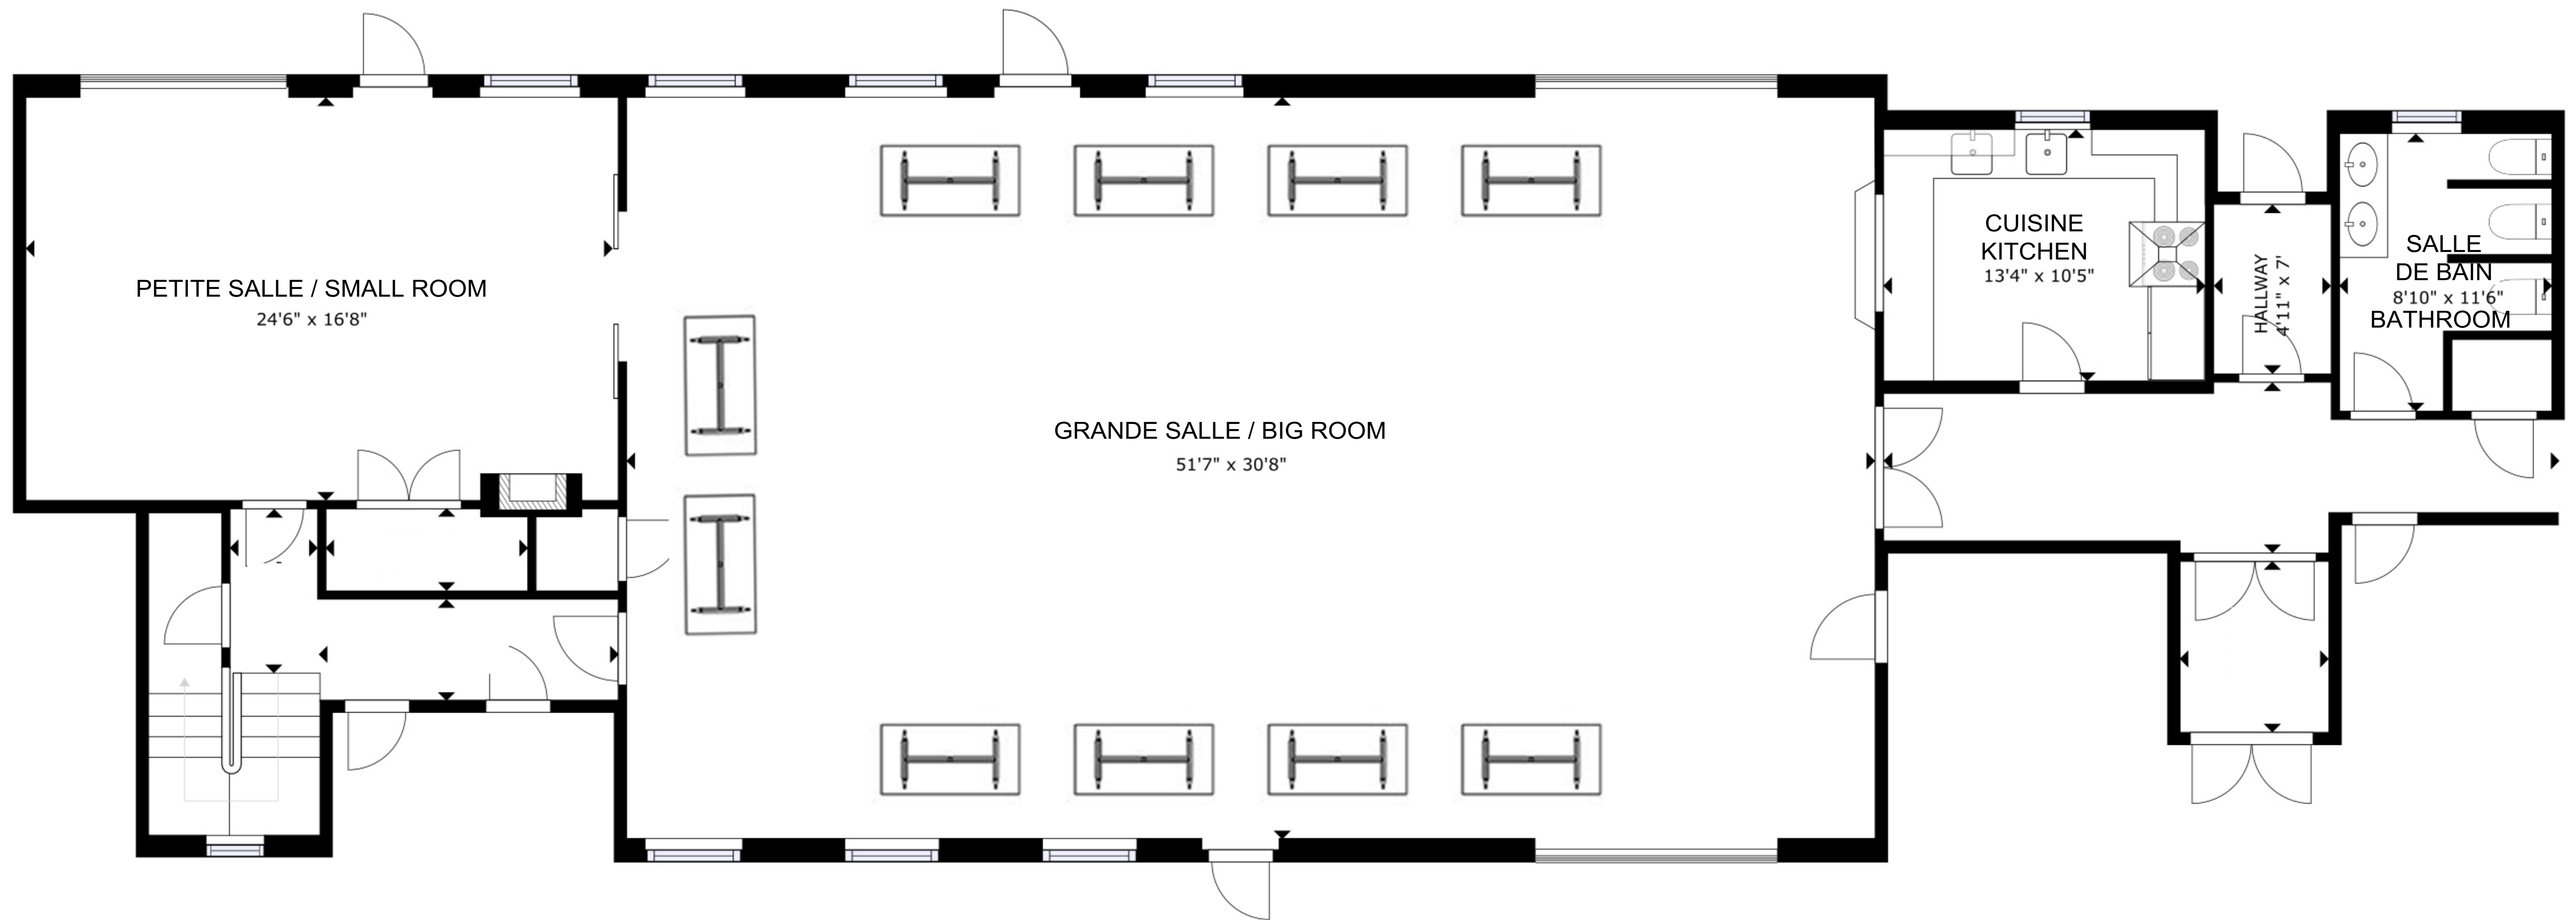 PETITE SALLE / SMALL ROOM
24'6" x 16'8"
GRANDE SALLE / BIG ROOM
51'7" x 30'8"
CUISINE
KITCHEN
13'4" x 10'5"
HALLWAY
4'11" x 7'
SALLE
DE BAIN
8'10" x 11'6"
BATHROOM